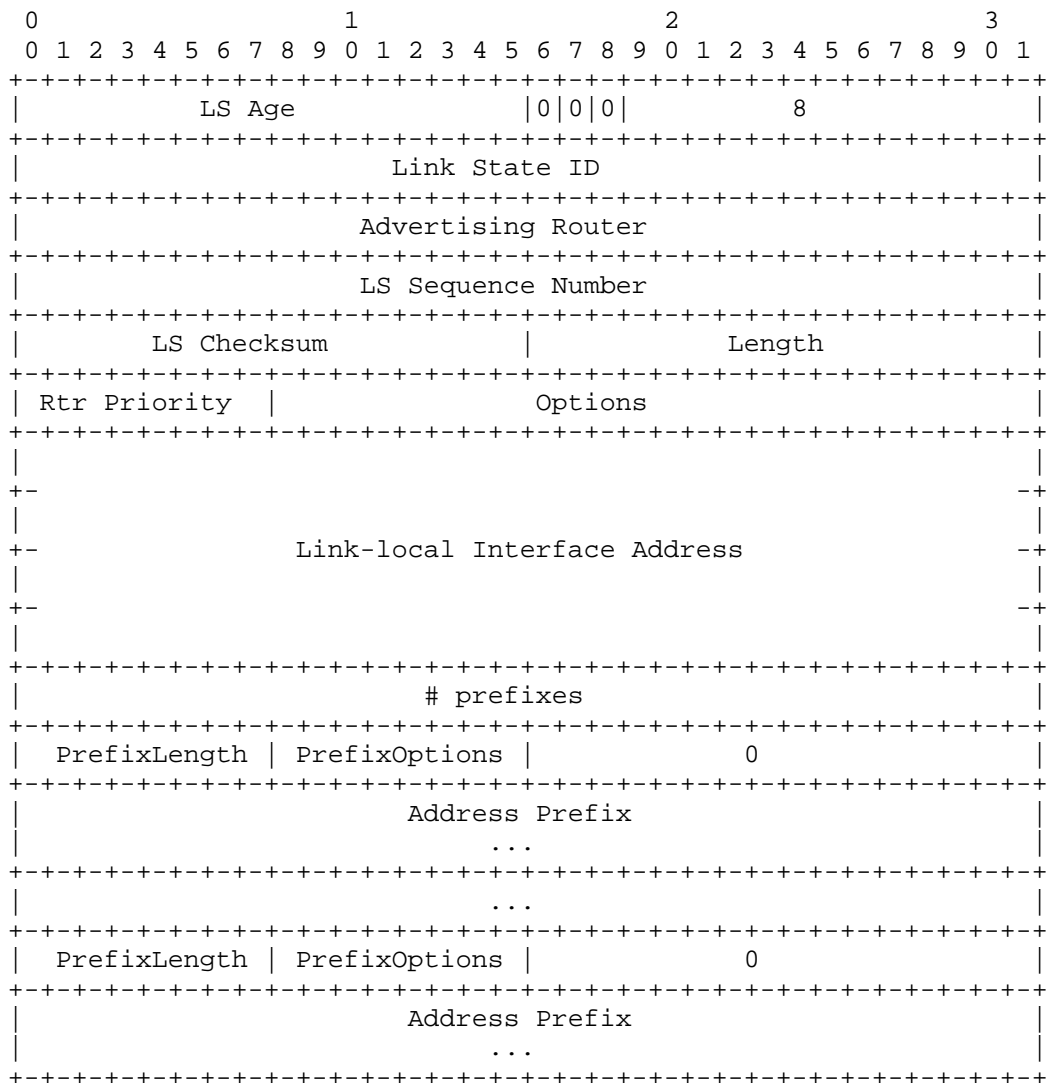 0                   1                   2                   3
 0 1 2 3 4 5 6 7 8 9 0 1 2 3 4 5 6 7 8 9 0 1 2 3 4 5 6 7 8 9 0 1
+-+-+-+-+-+-+-+-+-+-+-+-+-+-+-+-+-+-+-+-+-+-+-+-+-+-+-+-+-+-+-+-+
|           LS Age              |0|0|0|          8              |
+-+-+-+-+-+-+-+-+-+-+-+-+-+-+-+-+-+-+-+-+-+-+-+-+-+-+-+-+-+-+-+-+
|                       Link State ID                           |
+-+-+-+-+-+-+-+-+-+-+-+-+-+-+-+-+-+-+-+-+-+-+-+-+-+-+-+-+-+-+-+-+
|                     Advertising Router                        |
+-+-+-+-+-+-+-+-+-+-+-+-+-+-+-+-+-+-+-+-+-+-+-+-+-+-+-+-+-+-+-+-+
|                     LS Sequence Number                        |
+-+-+-+-+-+-+-+-+-+-+-+-+-+-+-+-+-+-+-+-+-+-+-+-+-+-+-+-+-+-+-+-+
|        LS Checksum            |            Length             |
+-+-+-+-+-+-+-+-+-+-+-+-+-+-+-+-+-+-+-+-+-+-+-+-+-+-+-+-+-+-+-+-+
| Rtr Priority  |                Options                        |
+-+-+-+-+-+-+-+-+-+-+-+-+-+-+-+-+-+-+-+-+-+-+-+-+-+-+-+-+-+-+-+-+
|                                                               |
+-                                                             -+
|                                                               |
+-                Link-local Interface Address                 -+
|                                                               |
+-                                                             -+
|                                                               |
+-+-+-+-+-+-+-+-+-+-+-+-+-+-+-+-+-+-+-+-+-+-+-+-+-+-+-+-+-+-+-+-+
|                         # prefixes                            |
+-+-+-+-+-+-+-+-+-+-+-+-+-+-+-+-+-+-+-+-+-+-+-+-+-+-+-+-+-+-+-+-+
|  PrefixLength | PrefixOptions |             0                 |
+-+-+-+-+-+-+-+-+-+-+-+-+-+-+-+-+-+-+-+-+-+-+-+-+-+-+-+-+-+-+-+-+
|                        Address Prefix                         |
|                             ...                               |
+-+-+-+-+-+-+-+-+-+-+-+-+-+-+-+-+-+-+-+-+-+-+-+-+-+-+-+-+-+-+-+-+
|                             ...                               |
+-+-+-+-+-+-+-+-+-+-+-+-+-+-+-+-+-+-+-+-+-+-+-+-+-+-+-+-+-+-+-+-+
|  PrefixLength | PrefixOptions |             0                 |
+-+-+-+-+-+-+-+-+-+-+-+-+-+-+-+-+-+-+-+-+-+-+-+-+-+-+-+-+-+-+-+-+
|                        Address Prefix                         |
|                             ...                               |
+-+-+-+-+-+-+-+-+-+-+-+-+-+-+-+-+-+-+-+-+-+-+-+-+-+-+-+-+-+-+-+-+